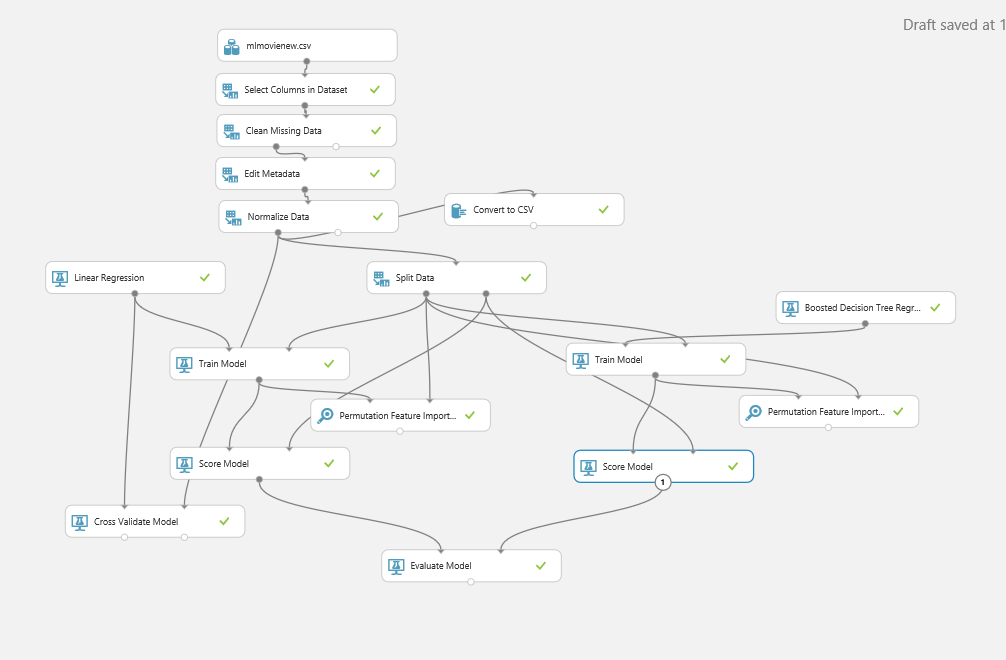 Draft saved at 1
mlmovienew.csv
Select Columns in Dataset
Clean Missing Data
Edit Metadata
Normalize Data
Convert to CSV
Linear Regression
Split Data
Boosted Decision Tree Regr...
Train Model
Train Model
Permutation Feature Import...
Permutation Feature Import...
Score Model
Score Model
1
Cross Validate Model
Evaluate Model